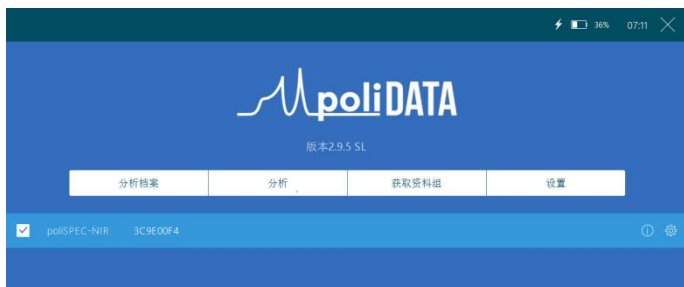 36% 07:11
poliDATA
版本2.9.5 SL
分析档案 分析 获取资料组 设置
poliSPEC-NIR 3C9E00F4